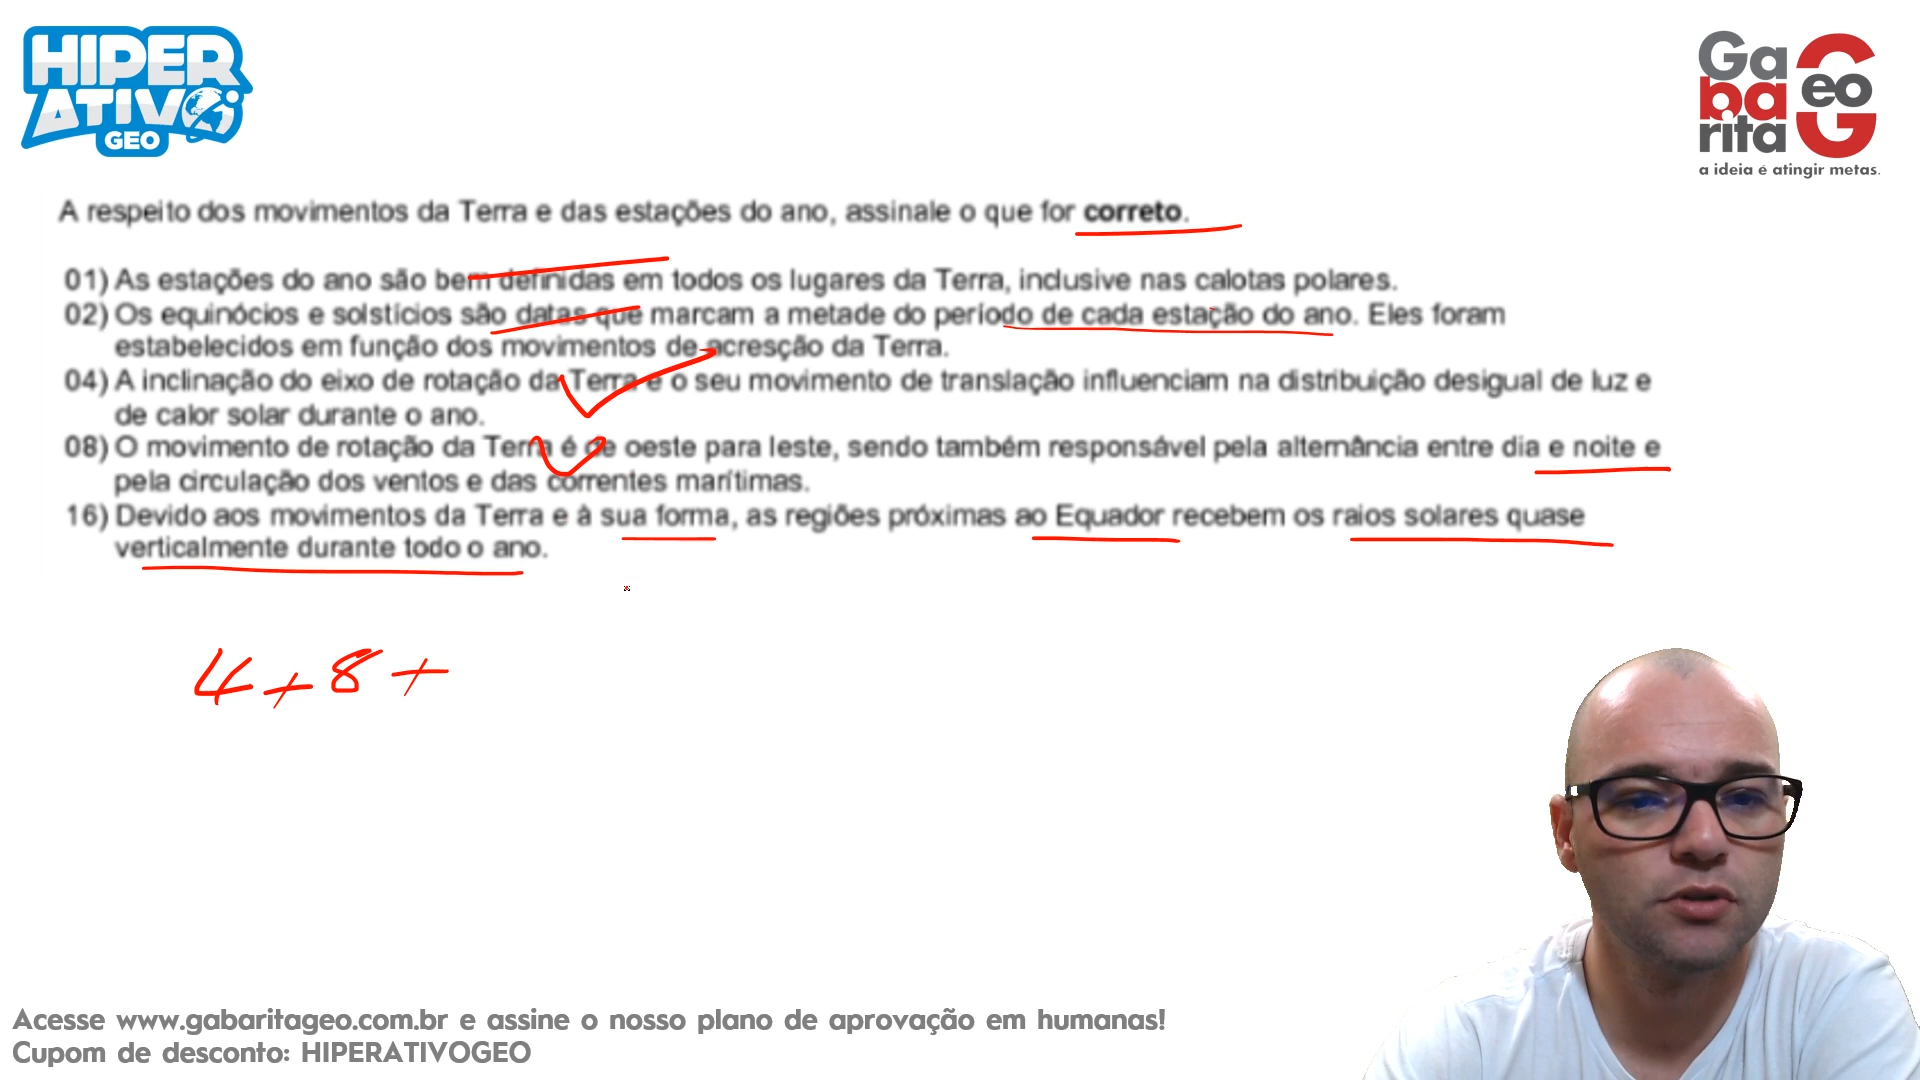 HIPER
ATIVO
GEO
Ga
ba
rita
Geo
a ideia é atingir metas.
A respeito dos movimentos da Terra e das estações do ano, assinale o que for correto.
01) As estações do ano são bem definidas em todos os lugares da Terra, inclusive nas calotas polares.
02) Os equinócios e solstícios são datas que marcam a metade do período de cada estação do ano. Eles foram
estabelecidos em função dos movimentos de acresção da Terra.
04) A inclinação do eixo de rotação da Terra e o seu movimento de translação influenciam na distribuição desigual de luz e
de calor solar durante o ano.
08) O movimento de rotação da Terra é de oeste para leste, sendo também responsável pela alternância entre dia e noite e
pela circulação dos ventos e das correntes marítimas.
16) Devido aos movimentos da Terra e à sua forma, as regiões próximas ao Equador recebem os raios solares quase
verticalmente durante todo o ano.
4+8+
Acesse www.gabaritageo.com.br e assine o nosso plano de aprovação em humanas!
Cupom de desconto: HIPERATIVOGEO